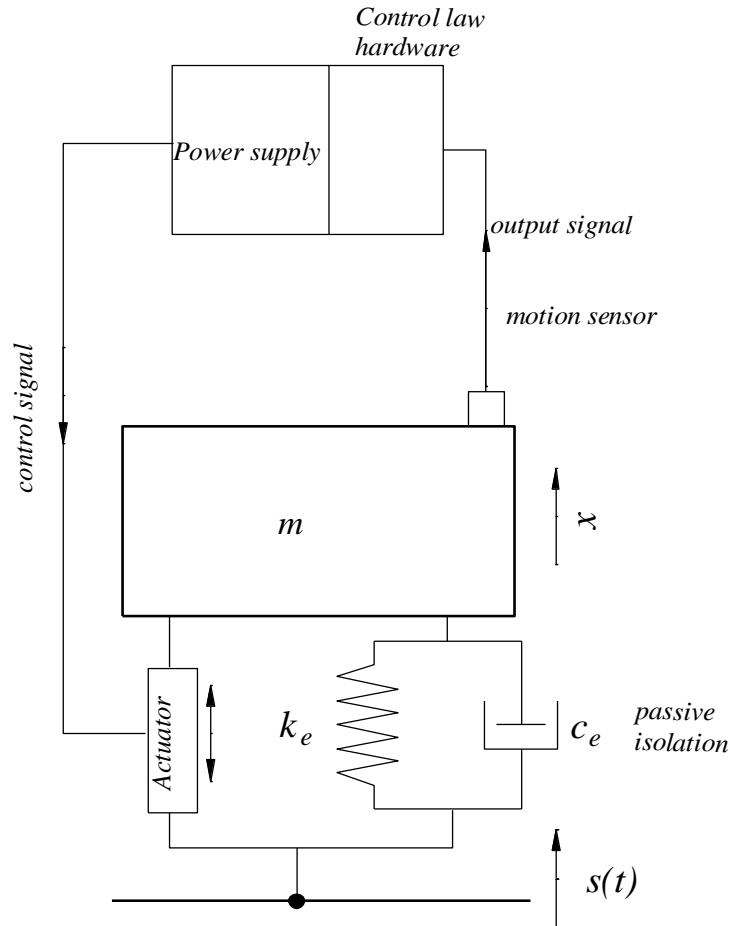 Control law
hardware
Power supply
output signal
motion sensor
control signal
m
x
Actuator
k_e
c_e
passive
isolation
s(t)